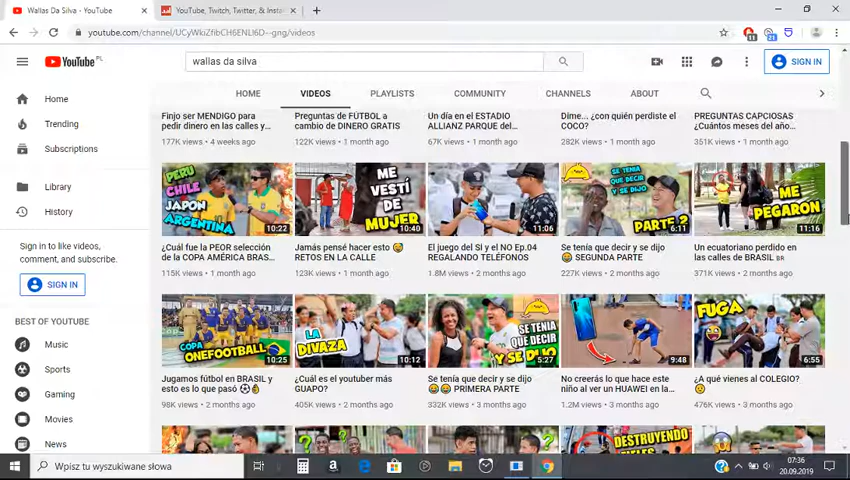 Wallas Da Silva - YouTube
YouTube, Twitch, Twitter, & Insta
youtube.com/channel/UCyWkiZfibCH6ENLI6D--gng/videos
11
21
YouTube PL
wallas da silva
SIGN IN
HOME VIDEOS PLAYLISTS COMMUNITY CHANNELS ABOUT
Home
Trending
Subscriptions
Library
History
Sign in to like videos,
comment, and subscribe.
SIGN IN
BEST OF YOUTUBE
Music
Sports
Gaming
Movies
News
Finjo ser MENDIGO para
pedir dinero en las calles y...
177K views • 4 weeks ago
Preguntas de FÚTBOL a
cambio de DINERO GRATIS
122K views • 1 month ago
Un día en el ESTADIO
ALLIANZ PARQUE del...
67K views • 1 month ago
Dime... ¿con quién perdiste el
COCO?
282K views • 1 month ago
PREGUNTAS CAPCIOSAS
¿Cuántos meses del año...
351K views • 1 month ago
PERU
CHILE
JAPON
ARGENTINA
10:22
¿Cuál fue la PEOR selección
de la COPA AMÉRICA BRAS...
115K views • 1 month ago
ME
VESTÍ
DE
MUJER
10:40
Jamás pensé hacer esto 😅
RETOS EN LA CALLE
123K views • 1 month ago
11:06
El juego del SI y el NO Ep.04
REGALANDO TELÉFONOS
1.8M views • 2 months ago
SE TENIA
QUE DECIR
Y SE DIJO
PARTE 2
6:11
Se tenía que decir y se dijo
😂 SEGUNDA PARTE
227K views • 2 months ago
ME
PEGARON
11:16
Un ecuatoriano perdido en
las calles de BRASIL BR
371K views • 2 months ago
COPA
ONEFOOTBALL
10:25
Jugamos fútbol en BRASIL y
esto es lo que pasó ⚽
98K views • 2 months ago
LA
DIVAZA
10:12
¿Cuál es el youtuber más
GUAPO?
405K views • 2 months ago
SE TENIA
QUE DECIR
Y SE DIJO
5:27
Se tenía que decir y se dijo
😂😂 PRIMERA PARTE
332K views • 3 months ago
9:48
No creerás lo que hace este
niño al ver un HUAWEI en la...
1.2M views • 3 months ago
FUGA
6:55
¿A qué vienes al COLEGIO?
476K views • 3 months ago
DESTRUYENDO
Wpisz tu wyszukiwane słowa
07:36
20.09.2019